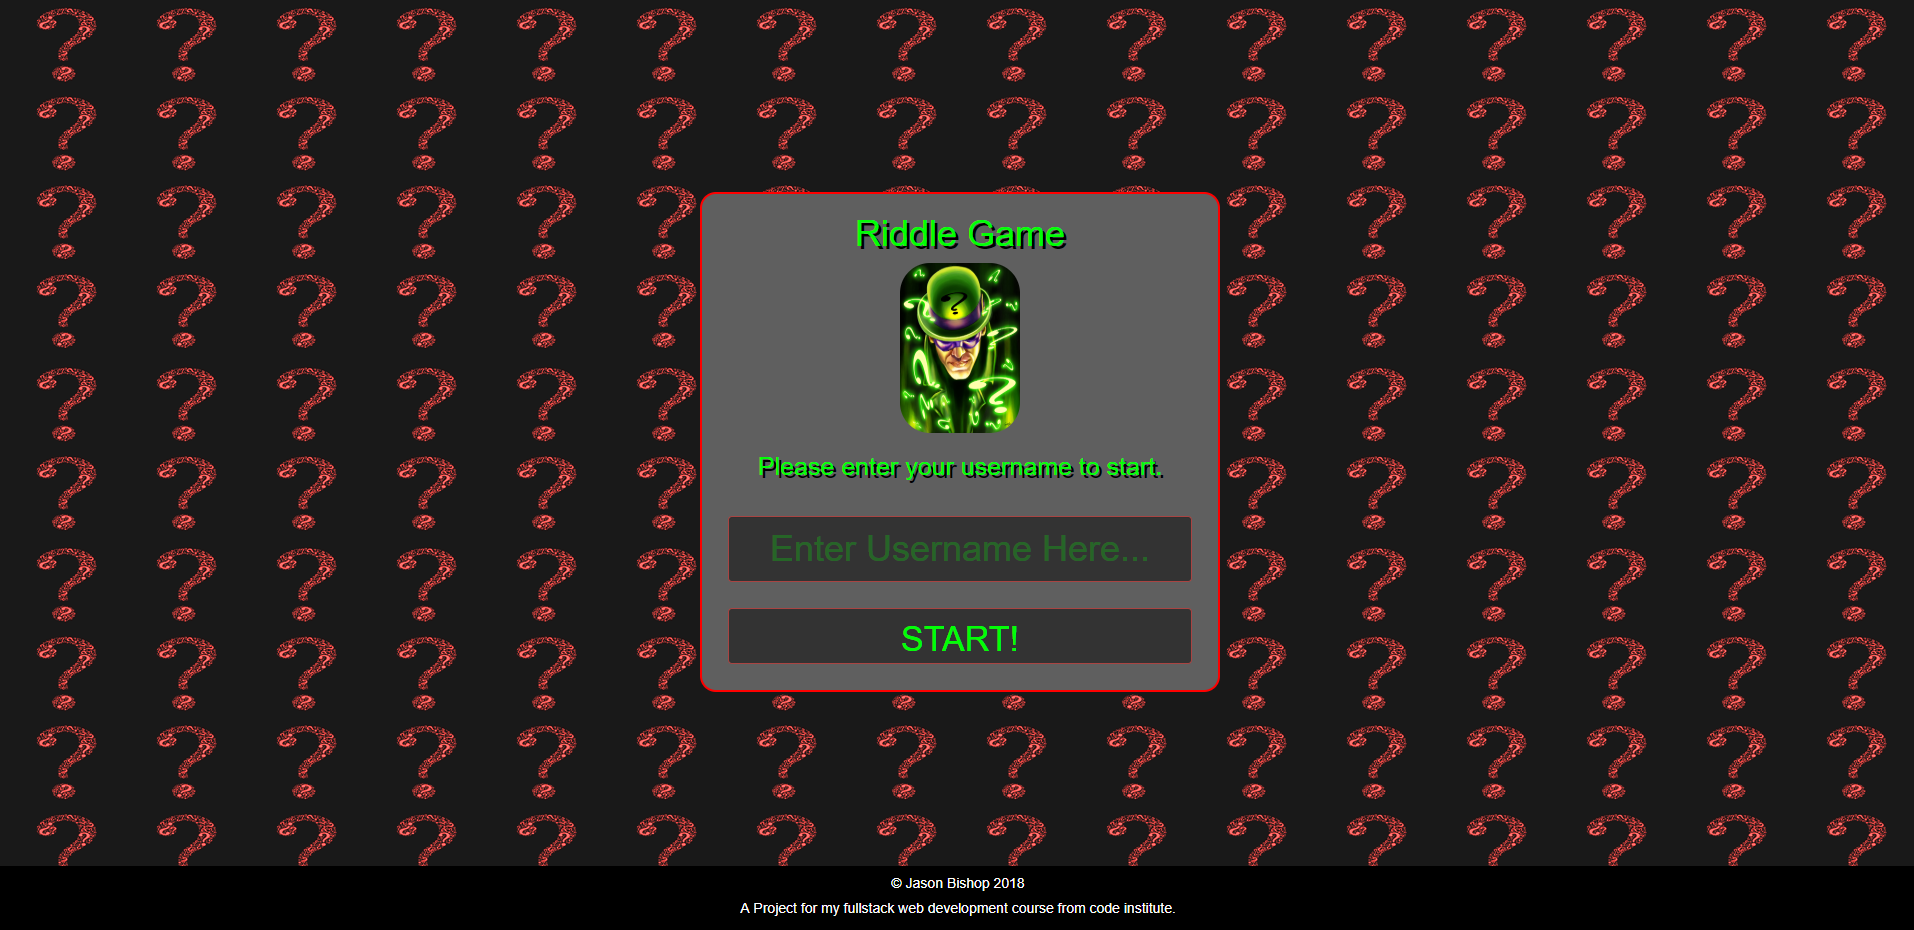 Riddle Game
Please enter your username to start.
Enter Username Here...
START!
© Jason Bishop 2018
A Project for my fullstack web development course from code institute.